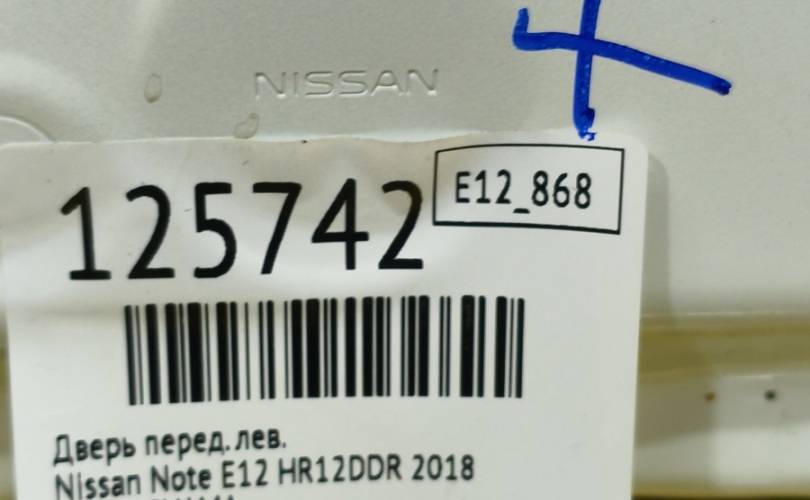 NISSAN
125742
E12_868
Дверь перед.лев.
Nissan Note E12 HR12DDR 2018